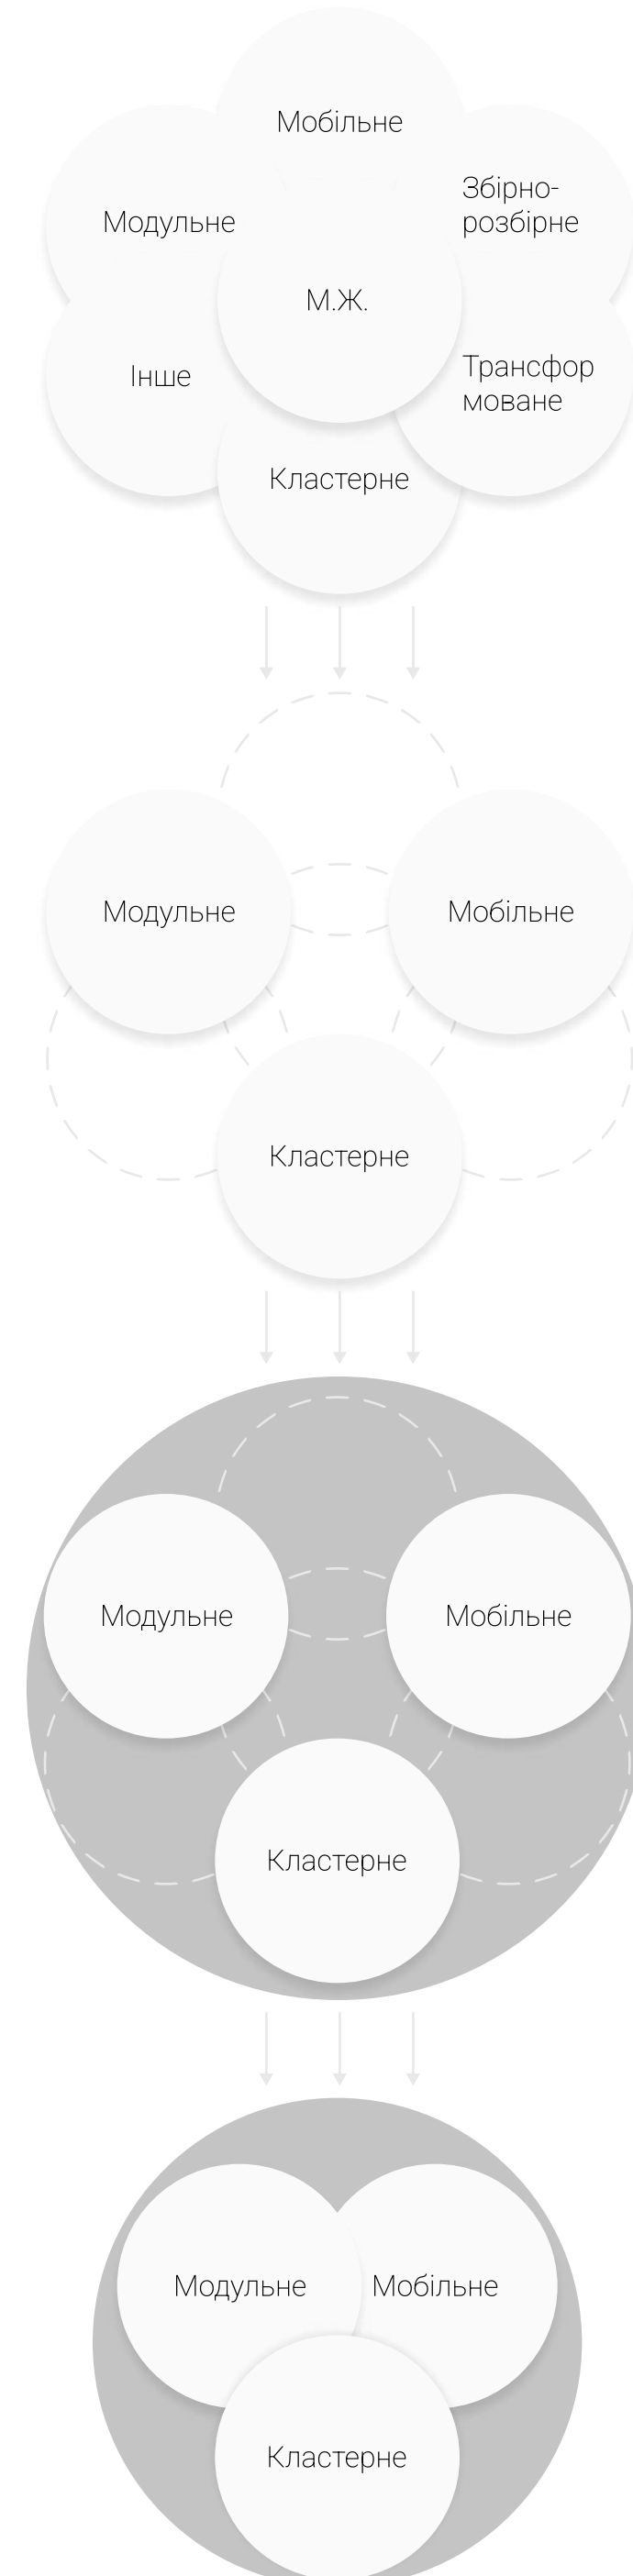 Мобільне
Модульне
Збірно-
розбірне
М.Ж.
Інше
Трансфор
моване
Кластерне
Модульне
Мобільне
Кластерне
Модульне
Мобільне
Кластерне
Модульне
Мобільне
Кластерне